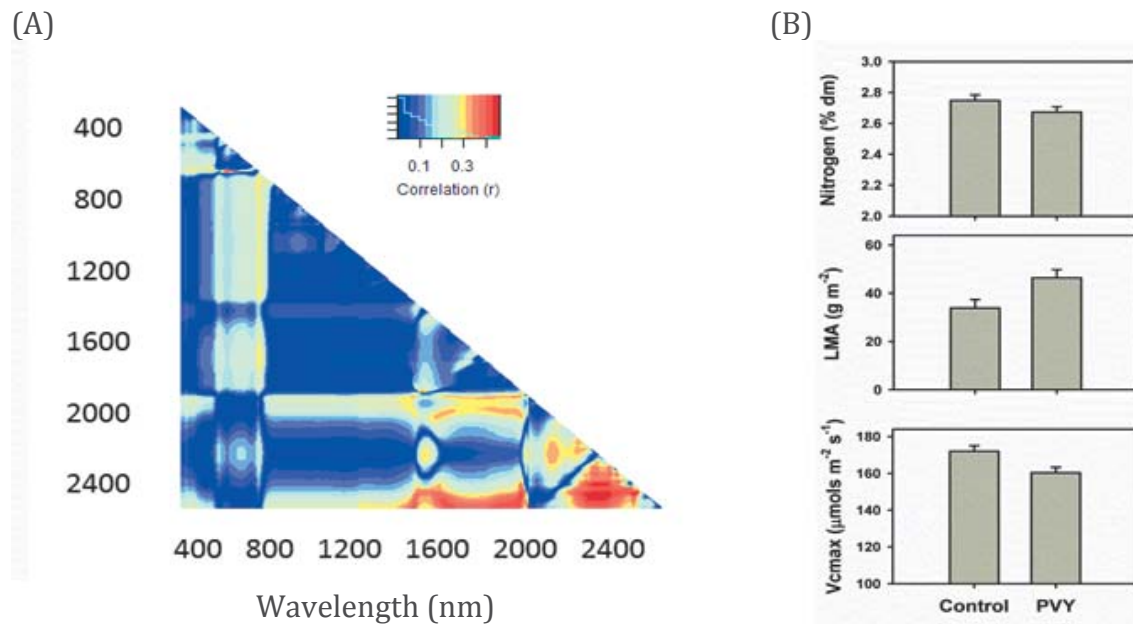 (A)
400
800
1200
1600
2000
2400
0.1 0.3
Correlation (r)
400 800 1200 1600 2000 2400
Wavelength (nm)
(B)
Nitrogen (% dm)
3.0
2.8
2.6
2.4
2.2
2.0
LMA (g m-2)
60
40
20
0
Vcmax (µmols m-2 s-1)
180
160
140
120
100
Control PVY